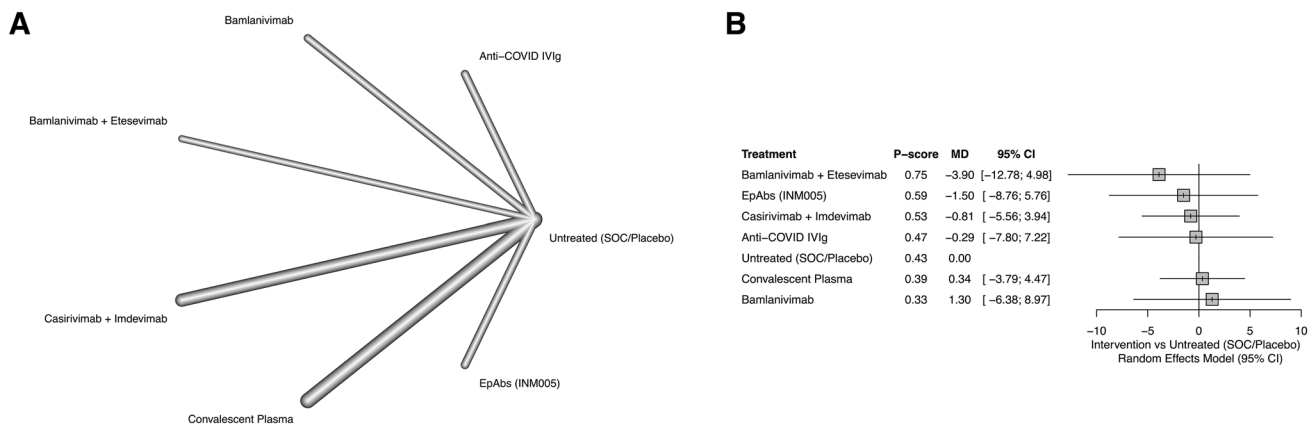 A
Bamlanivimab
Anti−COVID IVIg
Bamlanivimab + Etesevimab
Untreated (SOC/Placebo)
Casirivimab + Imdevimab
EpAbs (INM005)
Convalescent Plasma
B
Treatment P−score MD 95% CI
Bamlanivimab + Etesevimab 0.75 −3.90 [−12.78; 4.98]
EpAbs (INM005) 0.59 −1.50 [ −8.76; 5.76]
Casirivimab + Imdevimab 0.53 −0.81 [ −5.56; 3.94]
Anti−COVID IVIg 0.47 −0.29 [ −7.80; 7.22]
Untreated (SOC/Placebo) 0.43 0.00
Convalescent Plasma 0.39 0.34 [ −3.79; 4.47]
Bamlanivimab 0.33 1.30 [ −6.38; 8.97]
−10 −5 0 5 10
Intervention vs Untreated (SOC/Placebo)
Random Effects Model (95% CI)